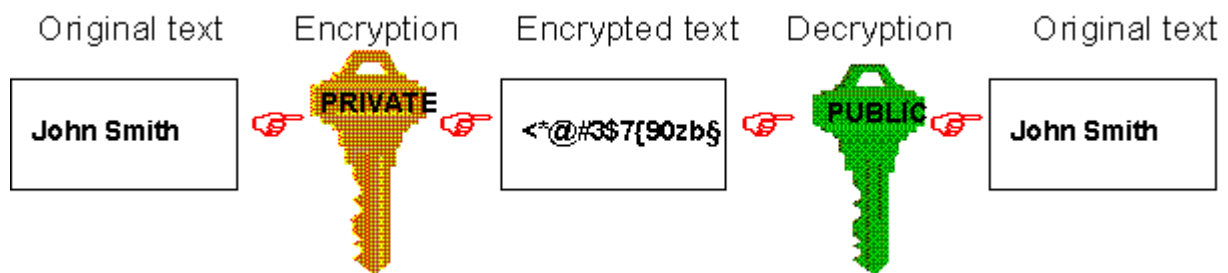 Original text Encryption Encrypted text Decryption Original text
John Smith PRIVATE <*@#3$7{90zb§ PUBLIC John Smith